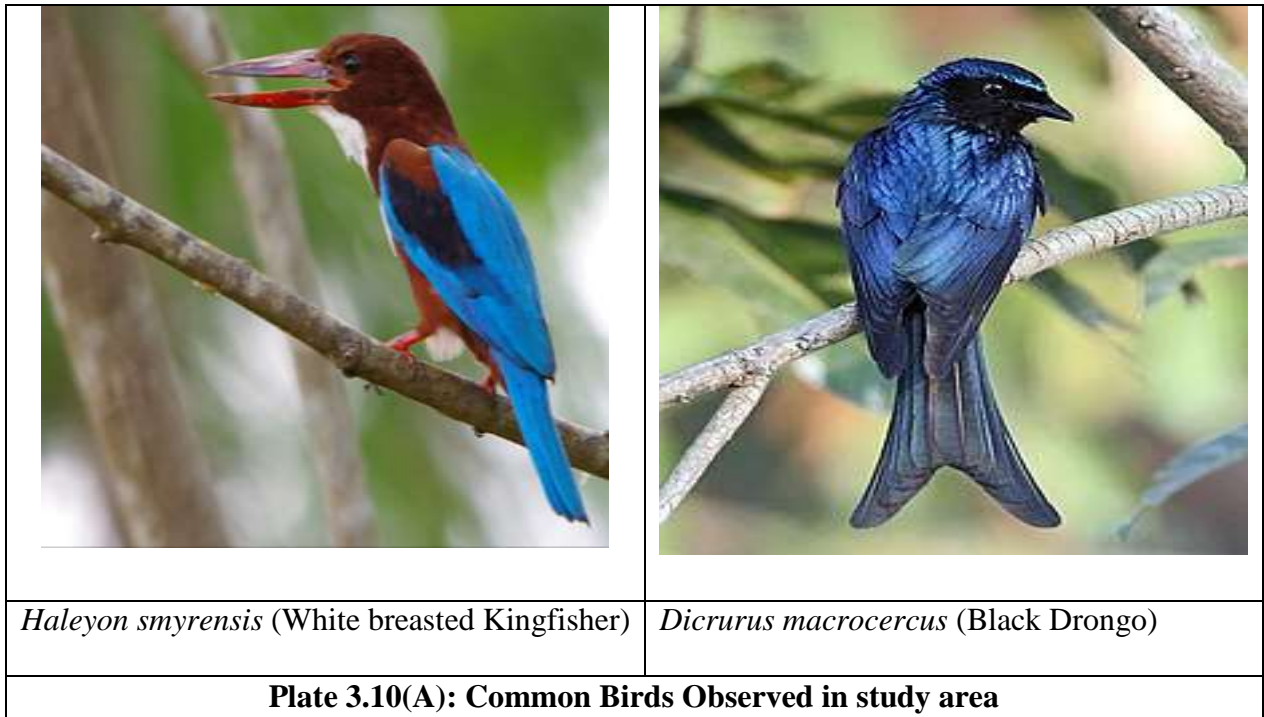 Haleyon smyrensis (White breasted Kingfisher)
Dicrurus macrocercus (Black Drongo)
Plate 3.10(A): Common Birds Observed in study area